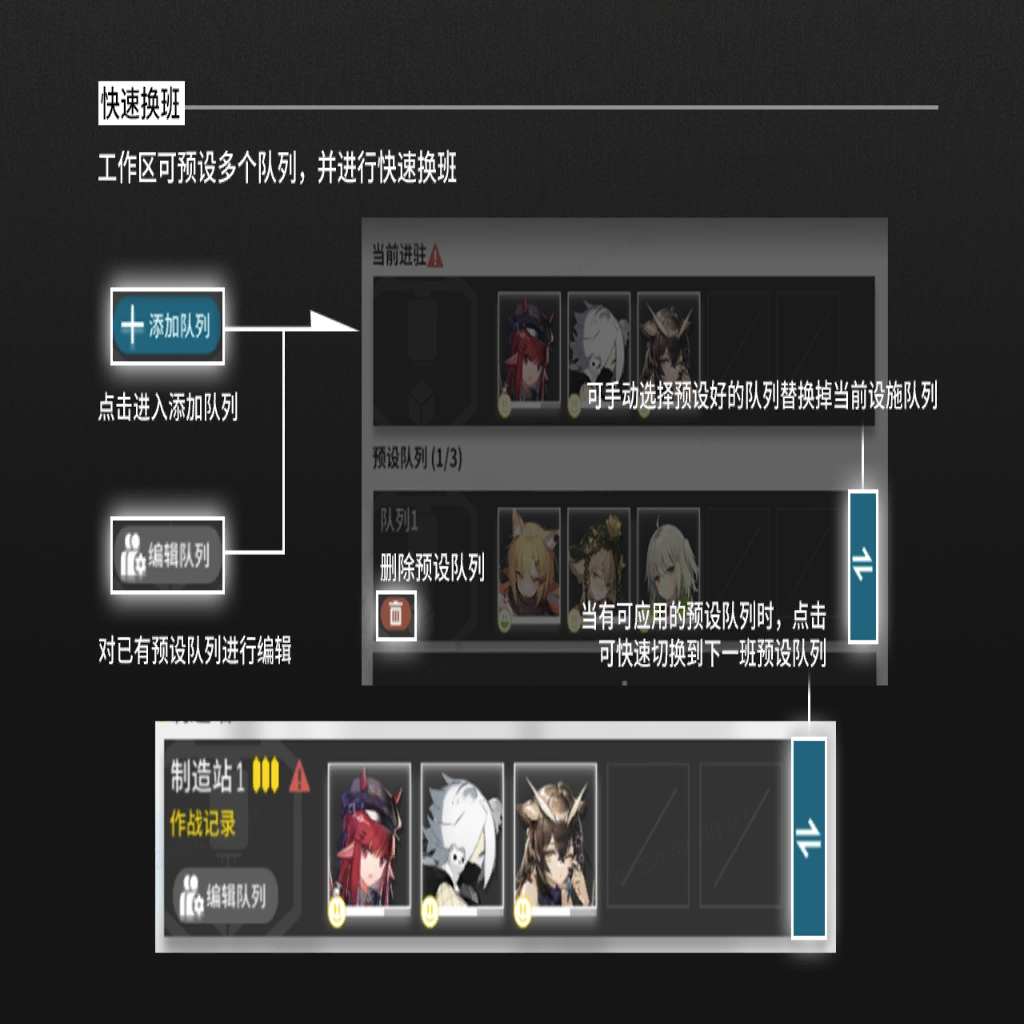 快速换班
工作区可预设多个队列，并进行快速换班
当前进驻
添加队列
点击进入添加队列
可手动选择预设好的队列替换掉当前设施队列
预设队列 (1/3)
队列1
编辑队列
删除预设队列
对已有预设队列进行编辑
当有可应用的预设队列时，点击
可快速切换到下一班预设队列
制造站1
作战记录
编辑队列